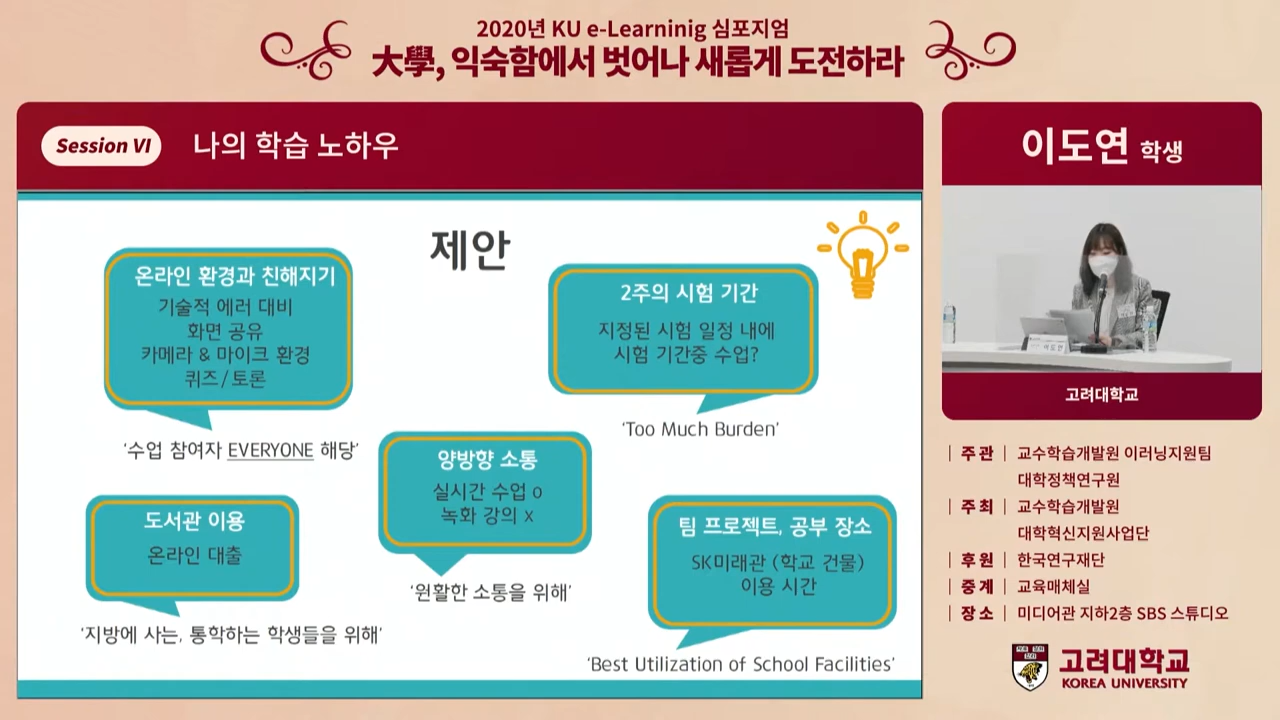 2020년 KU e-Learninig 심포지엄
大學, 익숙함에서 벗어나 새롭게 도전하라
Session VI
나의 학습 노하우
제안
온라인 환경과 친해지기
기술적 에러 대비
화면 공유
카메라 & 마이크 환경
퀴즈/토론
'수업 참여자 EVERYONE 해당'
2주의 시험 기간
지정된 시험 일정 내에
시험 기간중 수업?
'Too Much Burden'
양방향 소통
실시간 수업 o
녹화 강의 x
'원활한 소통을 위해'
도서관 이용
온라인 대출
'지방에 사는, 통학하는 학생들을 위해'
팀 프로젝트, 공부 장소
SK미래관 (학교 건물)
이용 시간
'Best Utilization of School Facilities'
이도연 학생
이도연
고려대학교
| 주관 | 교수학습개발원 이러닝지원팀
대학정책연구원
| 주최 | 교수학습개발원
대학혁신지원사업단
| 후원 | 한국연구재단
| 중계 | 교육매체실
| 장소 | 미디어관 지하2층 SBS 스튜디오
고려대학교
KOREA UNIVERSITY